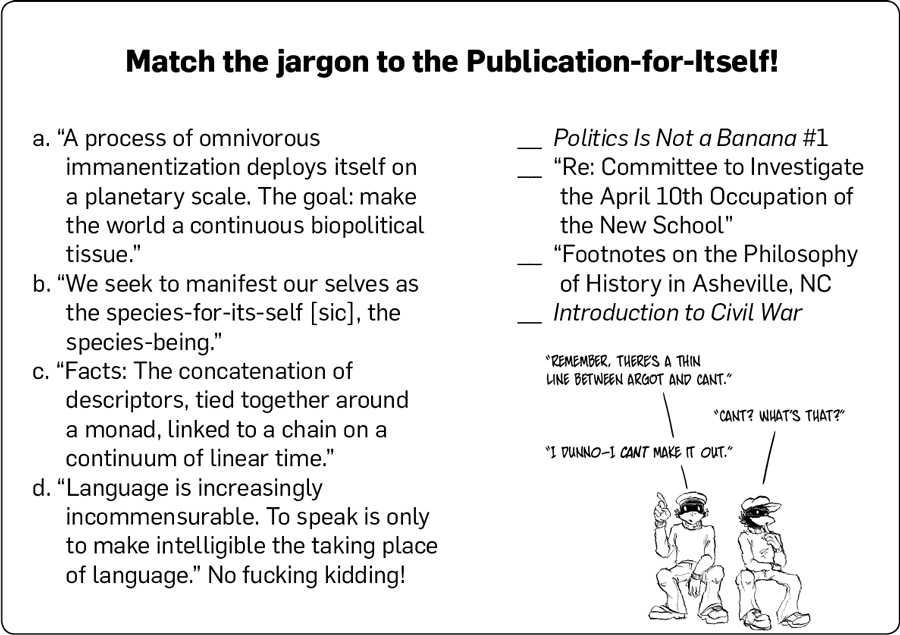 Match the jargon to the Publication-for-Itself!
a. “A process of omnivorous
immanentization deploys itself on
a planetary scale. The goal: make
the world a continuous biopolitical
tissue.”
b. “We seek to manifest our selves as
the species-for-its-self [sic], the
species-being.”
c. “Facts: The concatenation of
descriptors, tied together around
a monad, linked to a chain on a
continuum of linear time.”
d. “Language is increasingly
incommensurable. To speak is only
to make intelligible the taking place
of language.” No fucking kidding!
__ Politics Is Not a Banana #1
__ “Re: Committee to Investigate
the April 10th Occupation of
the New School”
__ “Footnotes on the Philosophy
of History in Asheville, NC
__ Introduction to Civil War
“REMEMBER, THERE’S A THIN
LINE BETWEEN ARGOT AND CANT.”
“CANT? WHAT’S THAT?”
“I DUNNO–I CANT MAKE IT OUT.”